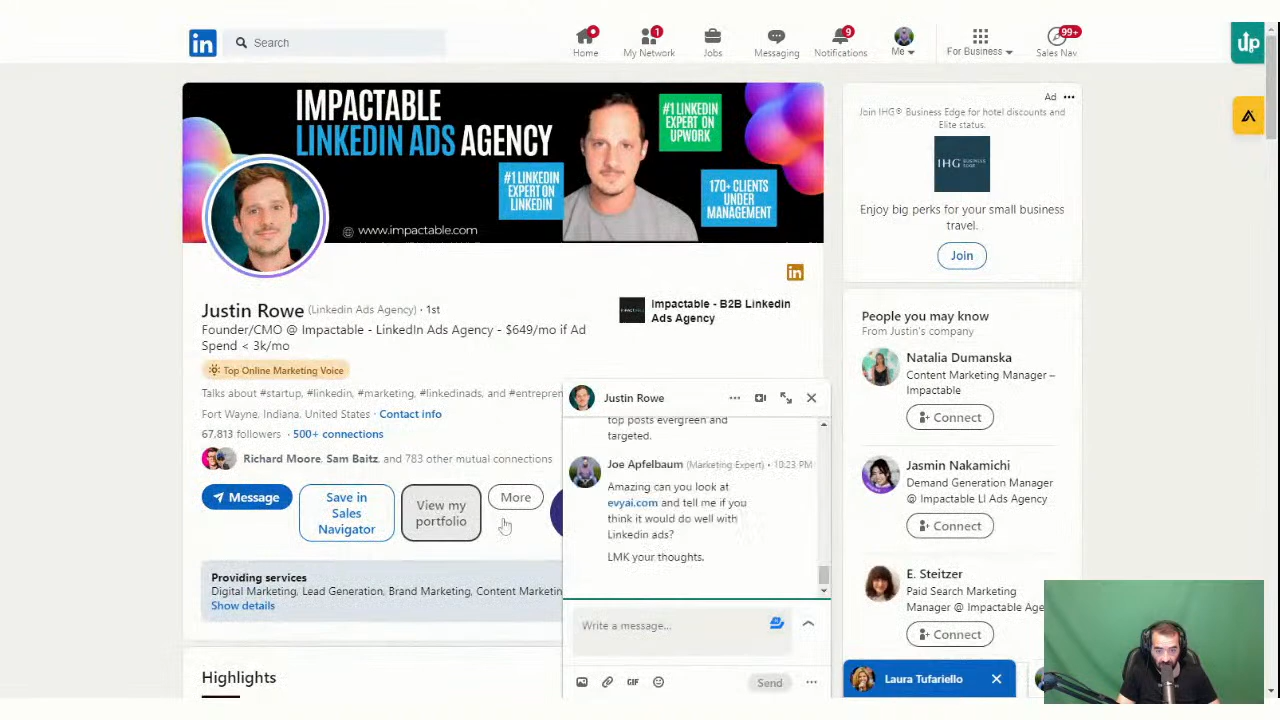 in
Search
Home
1
My Network
Jobs
Messaging
9
Notifications
Me
For Business
99+
Sales Nav
up
IMPACTABLE
LINKEDIN ADS AGENCY
#1 LINKEDIN
EXPERT ON
UPWORK
#1 LINKEDIN
EXPERT ON
LINKEDIN
170+ CLIENTS
UNDER
MANAGEMENT
www.impactable.com
in
Justin Rowe (Linkedin Ads Agency) · 1st
Founder/CMO @ Impactable - LinkedIn Ads Agency - $649/mo if Ad
Spend < 3k/mo
Impactable - B2B Linkedin
Ads Agency
Top Online Marketing Voice
Talks about #startup, #linkedin, #marketing, #linkedinads, and #entrepren
Fort Wayne, Indiana, United States · Contact info
67,813 followers · 500+ connections
Richard Moore, Sam Baitz, and 783 other mutual connections
Message
Save in
Sales
Navigator
View my
portfolio
More
Providing services
Digital Marketing, Lead Generation, Brand Marketing, Content Marketin
Show details
Highlights
Justin Rowe
top posts evergreen and
targeted.
Joe Apfelbaum (Marketing Expert) • 10:23 PM
Amazing can you look at
evyai.com and tell me if you
think it would do well with
Linkedin ads?
LMK your thoughts.
Write a message...
GIF
Send
Ad
Join IHG® Business Edge for hotel discounts and
Elite status.
IHG BUSINESS
EDGE
Enjoy big perks for your small business
travel.
Join
People you may know
From Justin's company
Natalia Dumanska
Content Marketing Manager –
Impactable
Connect
Jasmin Nakamichi
Demand Generation Manager
@ Impactable LI Ads Agency
Connect
E. Steitzer
Paid Search Marketing
Manager @ Impactable Age
Connect
Laura Tufariello